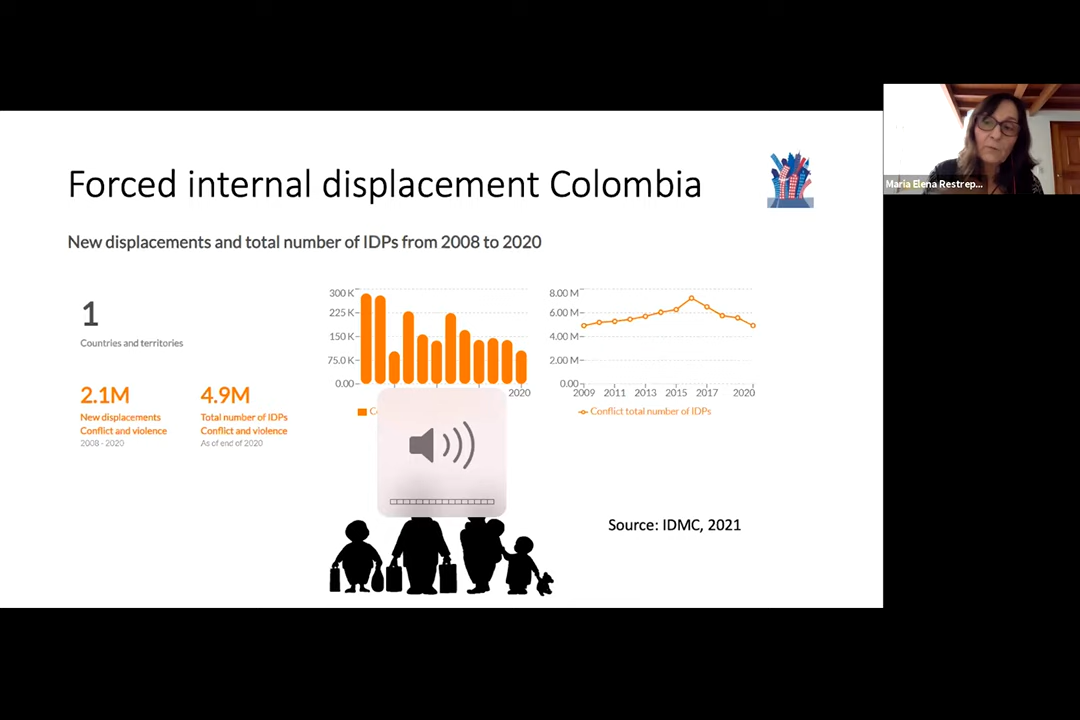 Forced internal displacement Colombia
Maria Elena Restrep...
New displacements and total number of IDPs from 2008 to 2020
1
Countries and territories
2.1M
New displacements
Conflict and violence
2008 - 2020
4.9M
Total number of IDPs
Conflict and violence
As of end of 2020
300 K
225 K
150 K
75.0 K
0.00
2020
8.00 M
6.00 M
4.00 M
2.00 M
0.00
2009 2011 2013 2015 2017 2020
Conflict total number of IDPs
Source: IDMC, 2021